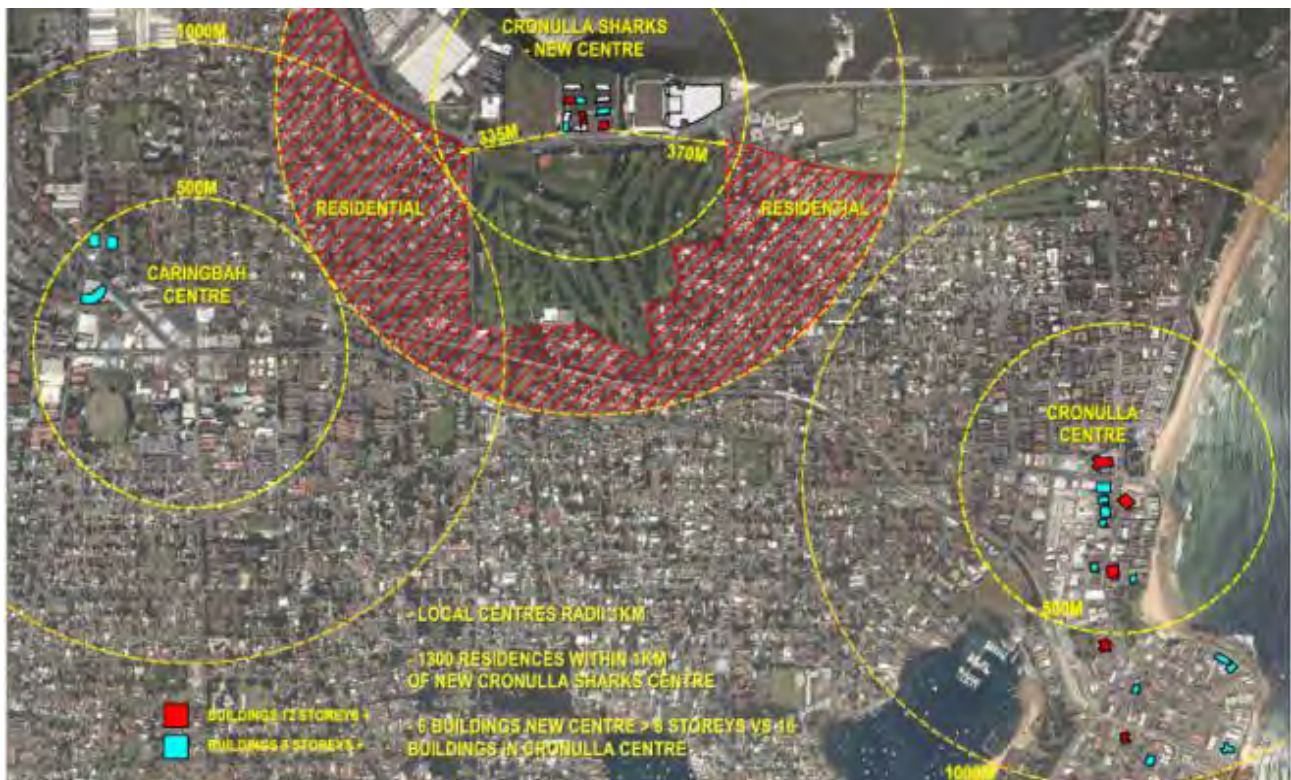 1000M
CRONULLA SHARKS
- NEW CENTRE
335M
370M
500M
RESIDENTIAL
RESIDENTIAL
CARINGBAH
CENTRE
CRONULLA
CENTRE
500M
- LOCAL CENTRES RADII 1KM
- 1300 RESIDENCES WITHIN 1KM
OF NEW CRONULLA SHARKS CENTRE
BUILDINGS 12 STOREYS +
- 6 BUILDINGS NEW CENTRE > 8 STOREYS VS 16
BUILDINGS 8 STOREYS +
BUILDINGS IN CRONULLA CENTRE
1000M